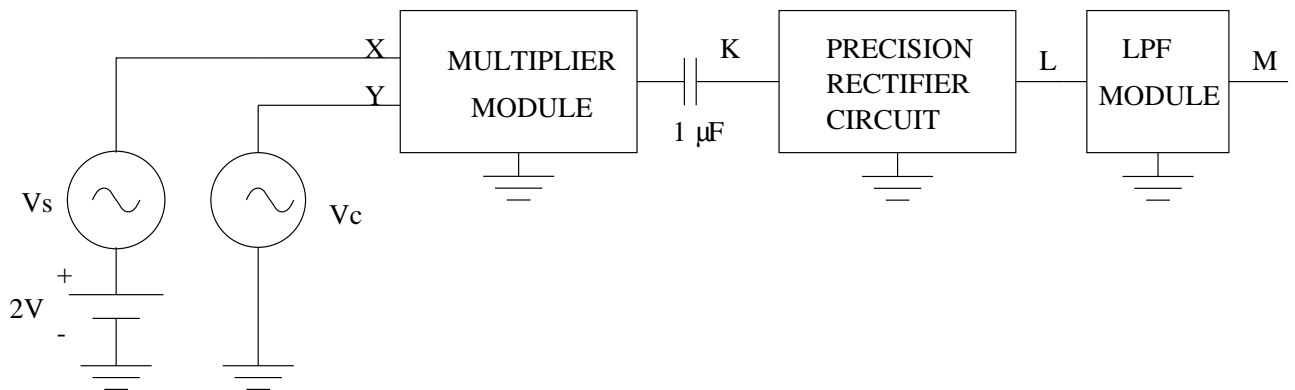 X
Y
MULTIPLIER
MODULE
K
1 μF
PRECISION
RECTIFIER
CIRCUIT
L
LPF
MODULE
M
Vs
Vc
+
2V
-